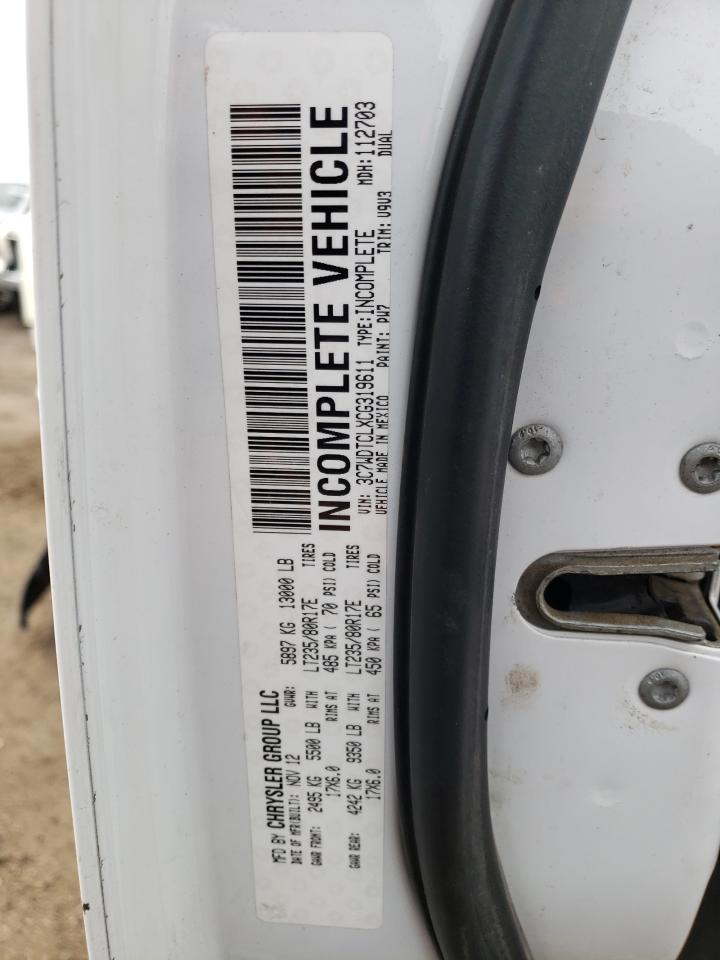 MFD BY CHRYSLER GROUP LLC
DATE OF MFR(BUILT): NOV 12 GVWR: 5897 KG 13000 LB
GAWR FRONT: 2495 KG 5500 LB WITH LT235/80R17E TIRES
17X6.0 RIMS AT 485 KPA ( 70 PSI) COLD
GAWR REAR: 4242 KG 9350 LB WITH LT235/80R17E TIRES
17X6.0 RIMS AT 450 KPA ( 65 PSI) COLD
INCOMPLETE VEHICLE
VIN: 3C7WDTCLXCG319611 TYPE: INCOMPLETE MDH: 112703
VEHICLE MADE IN MEXICO PAINT: PW7 TRIM: V9V3 DUAL